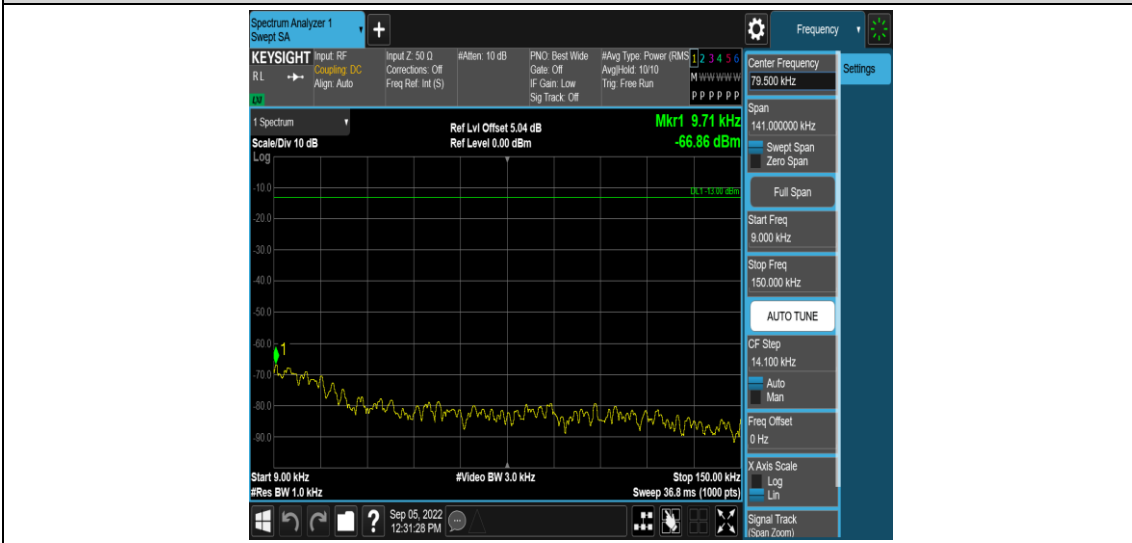 Spectrum Analyzer 1
Swept SA
+
Frequency
KEYSIGHT Input: RF Input Z: 50 Ω #Atten: 10 dB PNO: Best Wide #Avg Type: Power (RMS 1 2 3 4 5 6
R L Coupling: DC Corrections: Off Gate: Off Avg|Hold: 10/10 M W W W W W
Align: Auto Freq Ref: Int (S) IF Gain: Low Trig: Free Run
Sig Track: Off P P P P P P
1 Spectrum
Scale/Div 10 dB
Log
Ref Lvl Offset 5.04 dB
Ref Level 0.00 dBm
Mkr1 9.71 kHz
-66.86 dBm
DL1 -13.00 dBm
-10.0
-20.0
-30.0
-40.0
-50.0
-60.0
1
-70.0
-80.0
-90.0
Start 9.00 kHz #Video BW 3.0 kHz Stop 150.00 kHz
#Res BW 1.0 kHz Sweep 36.8 ms (1000 pts)
?
Sep 05, 2022
12:31:28 PM
Center Frequency
79.500 kHz
Settings
Span
141.000000 kHz
Swept Span
Zero Span
Full Span
Start Freq
9.000 kHz
Stop Freq
150.000 kHz
AUTO TUNE
CF Step
14.100 kHz
Auto
Man
Freq Offset
0 Hz
X Axis Scale
Log
Lin
Signal Track
(Span Zoom)